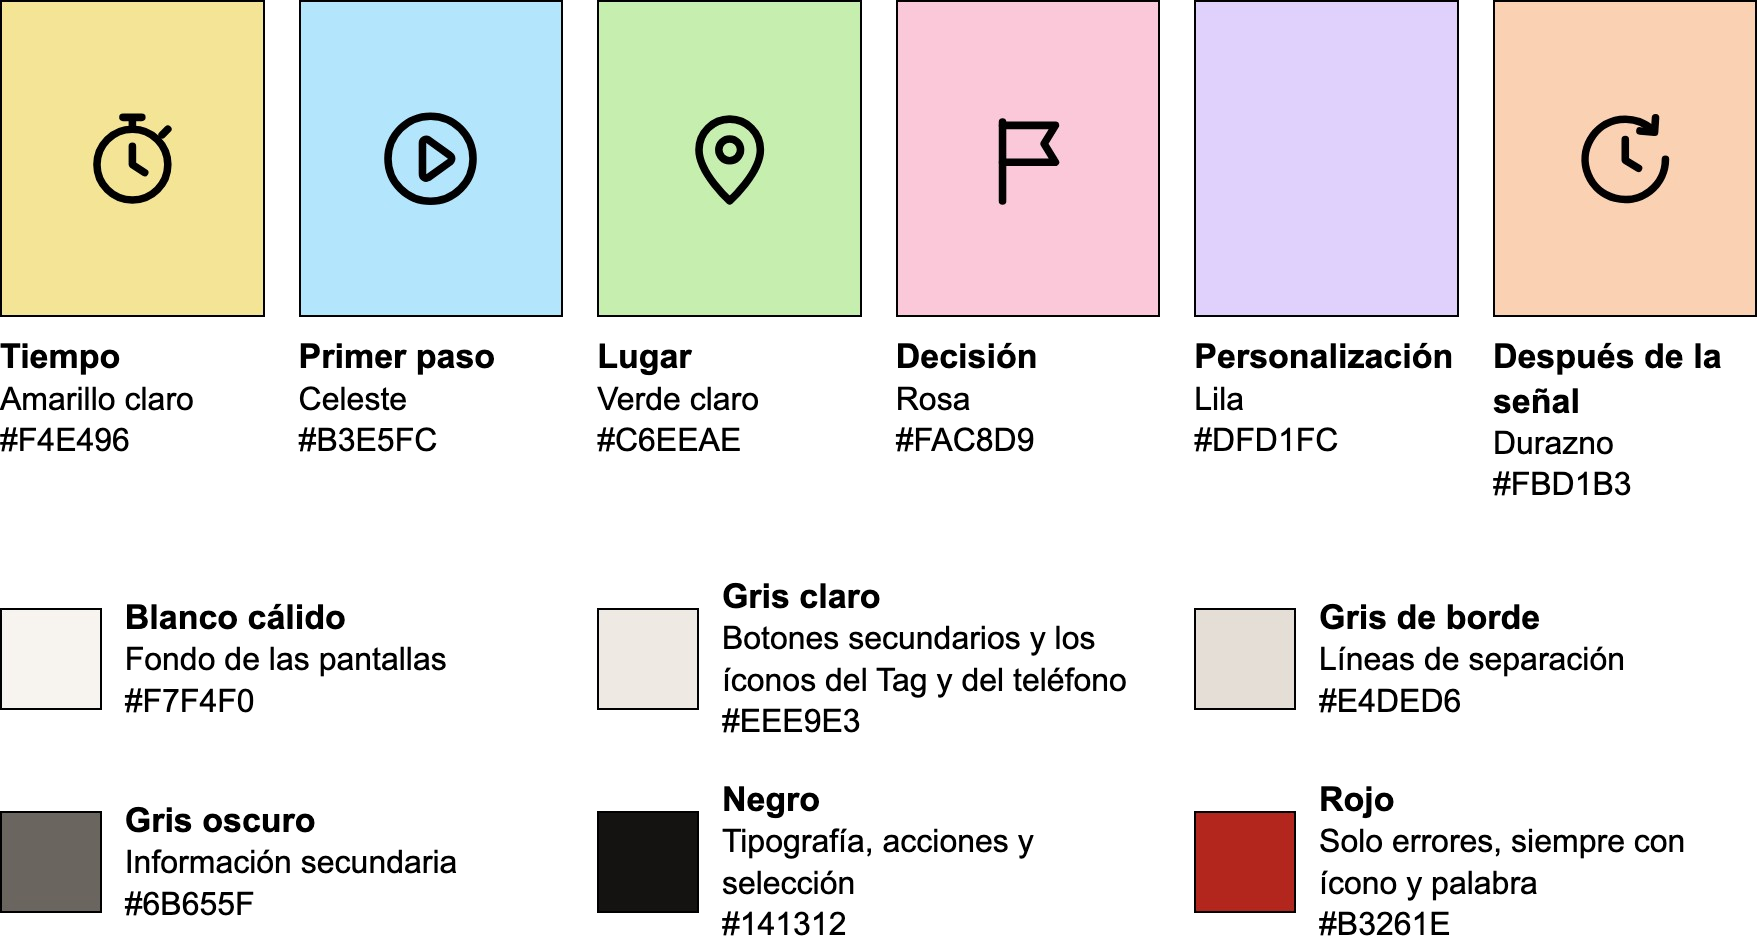 Tiempo
Amarillo claro
#F4E496
Primer paso
Celeste
#B3E5FC
Lugar
Verde claro
#C6EEAE
Decisión
Rosa
#FAC8D9
Personalización
Lila
#DFD1FC
Después de la
señal
Durazno
#FBD1B3
Blanco cálido
Fondo de las pantallas
#F7F4F0
Gris claro
Botones secundarios y los
íconos del Tag y del teléfono
#EEE9E3
Gris de borde
Líneas de separación
#E4DED6
Gris oscuro
Información secundaria
#6B655F
Negro
Tipografía, acciones y
selección
#141312
Rojo
Solo errores, siempre con
ícono y palabra
#B3261E